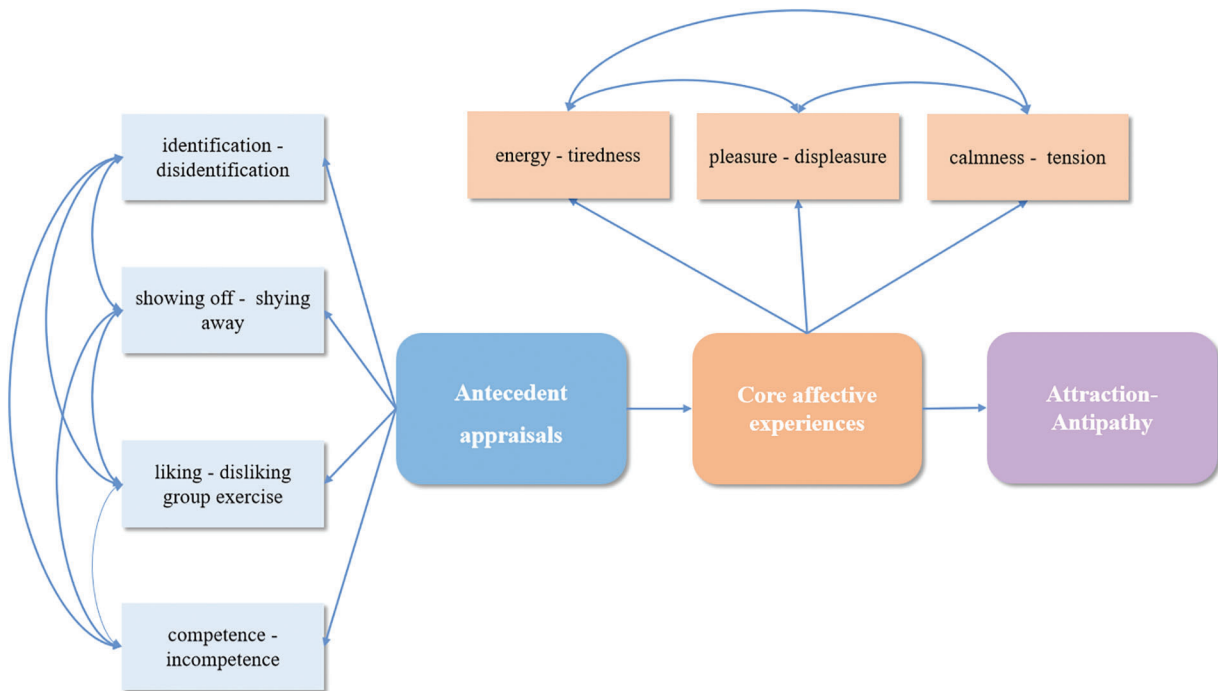 energy - tiredness
pleasure - displeasure
calmness - tension
identification -
disidentification
showing off - shying
away
liking - disliking
group exercise
competence -
incompetence
Antecedent
appraisals
Core affective
experiences
Attraction-
Antipathy